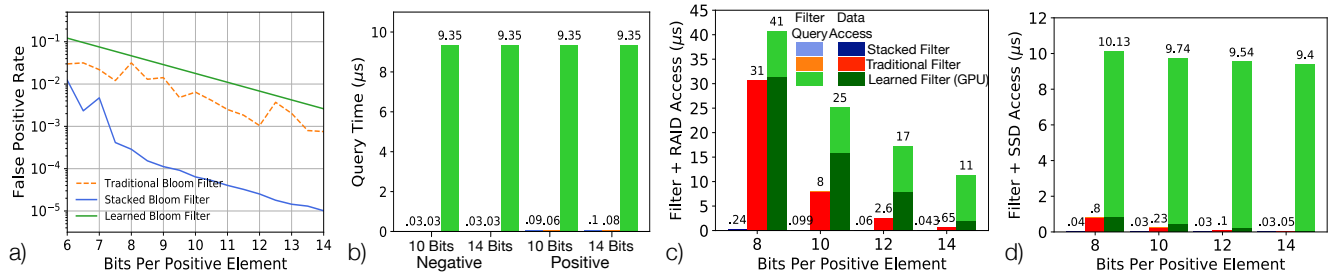 a)
False Positive Rate
10⁻¹
10⁻²
10⁻³
10⁻⁴
10⁻⁵
Traditional Bloom Filter
Stacked Bloom Filter
Learned Bloom Filter
6 7 8 9 10 11 12 13 14
Bits Per Positive Element
b)
Query Time (μs)
10
8
6
4
2
0
9.35 9.35 9.35 9.35
.03 .03 .03 .03 .09 .06 .1 .08
10 Bits 14 Bits 10 Bits 14 Bits
Negative Positive
c)
Filter + RAID Access (μs)
45
40
35
30
25
20
15
10
5
0
Filter Data
Query Access
Stacked Filter
Traditional Filter
Learned Filter (GPU)
.24 31 41
.099 8 25
.06 2.6 17
.043 .65 11
8 10 12 14
Bits Per Positive Element
d)
Filter + SSD Access (μs)
12
10
8
6
4
2
0
10.13 9.74 9.54 9.4
.04 .8 .03 .23 .03 .1 .03 .05
8 10 12 14
Bits Per Positive Element